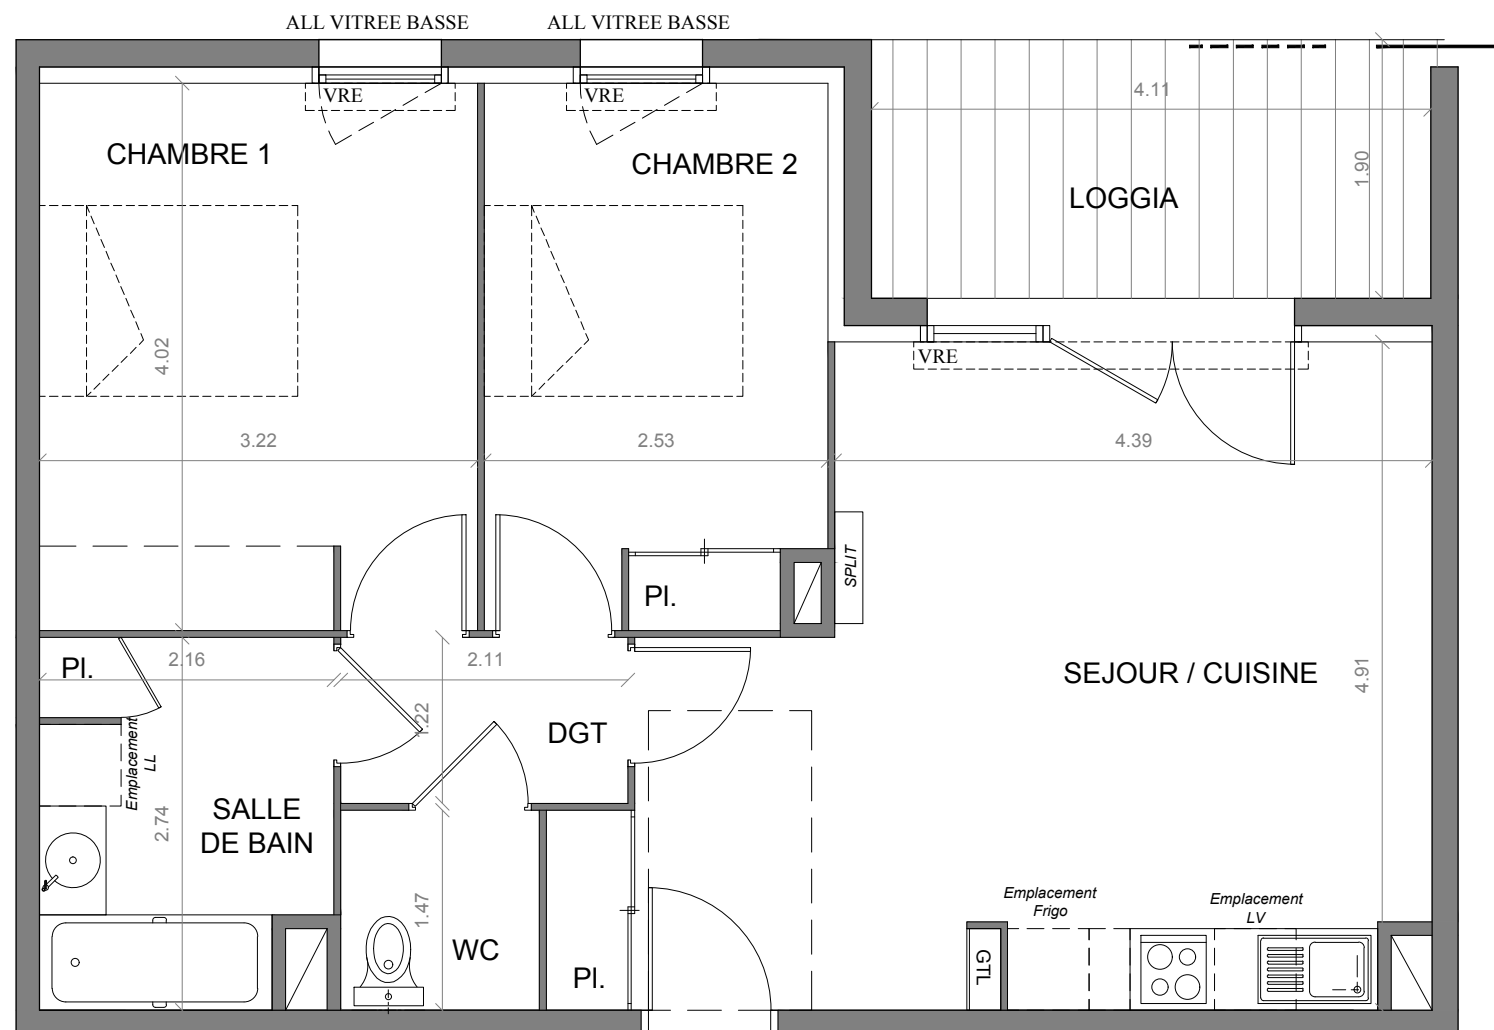 ALL VITREE BASSE
ALL VITREE BASSE
VRE
VRE
4.11
CHAMBRE 1
CHAMBRE 2
1.90
LOGGIA
4.02
VRE
3.22
2.53
4.39
SPLIT
Pl.
Pl.
2.16
2.11
SEJOUR / CUISINE
4.91
1.22
DGT
Emplacement
LL
SALLE
DE BAIN
2.74
1.47
WC
Pl.
Emplacement
Frigo
Emplacement
LV
GTL